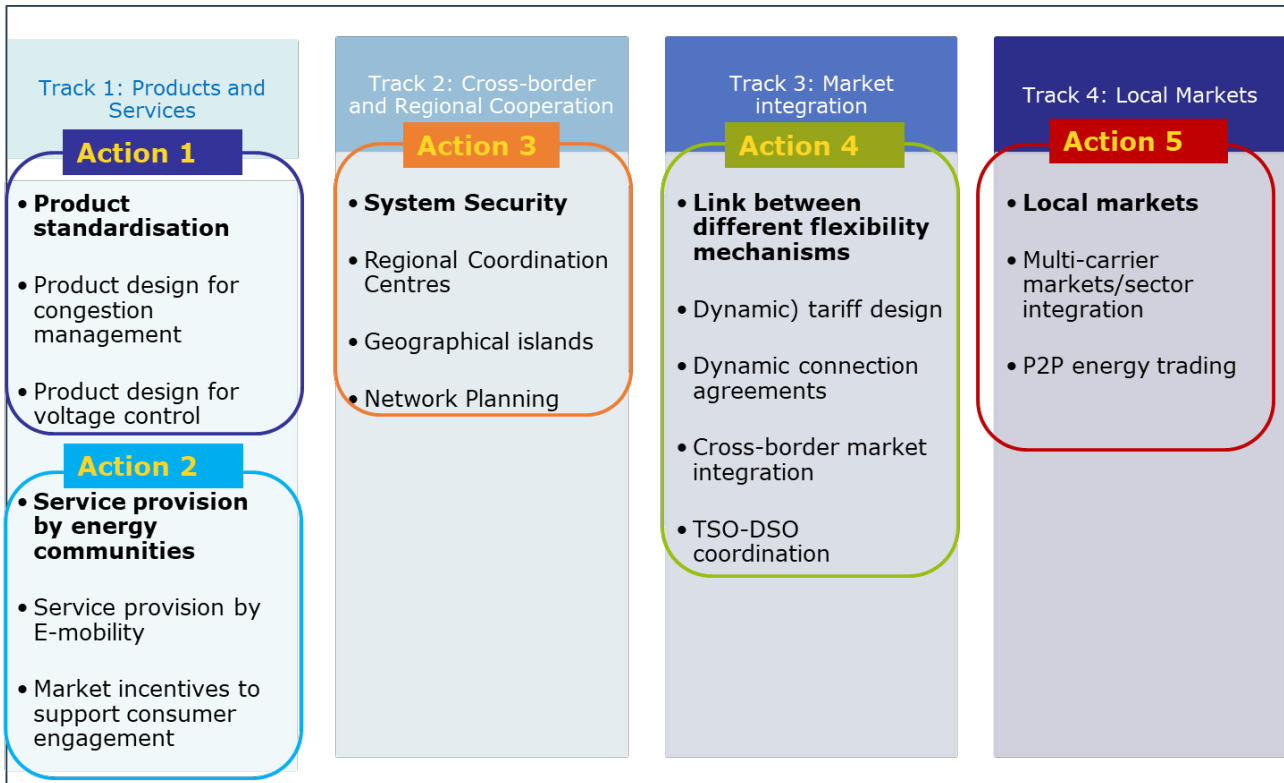 Track 1: Products and
Services
Action 1
• Product
standardisation
• Product design for
congestion
management
• Product design for
voltage control
Action 2
• Service provision
by energy
communities
• Service provision by
E-mobility
• Market incentives to
support consumer
engagement
Track 2: Cross-border
and Regional Cooperation
Action 3
• System Security
• Regional Coordination
Centres
• Geographical islands
• Network Planning
Track 3: Market
integration
Action 4
• Link between
different flexibility
mechanisms
• Dynamic) tariff design
• Dynamic connection
agreements
• Cross-border market
integration
• TSO-DSO
coordination
Track 4: Local Markets
Action 5
• Local markets
• Multi-carrier
markets/sector
integration
• P2P energy trading